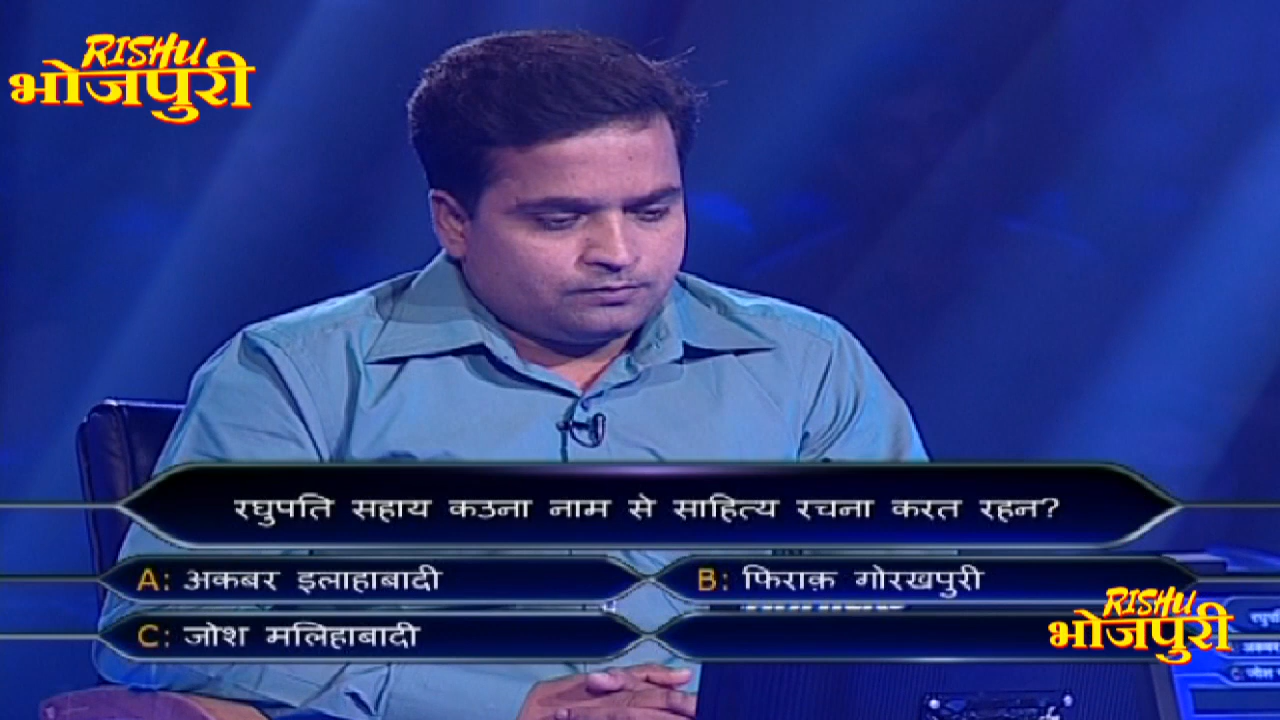 RISHU
भोजपुरी
रघुपति सहाय कउना नाम से साहित्य रचना करत रहन?
A: अकबर इलाहाबादी
B: फिराक़ गोरखपुरी
C: जोश मलिहाबादी
RISHU
भोजपुरी